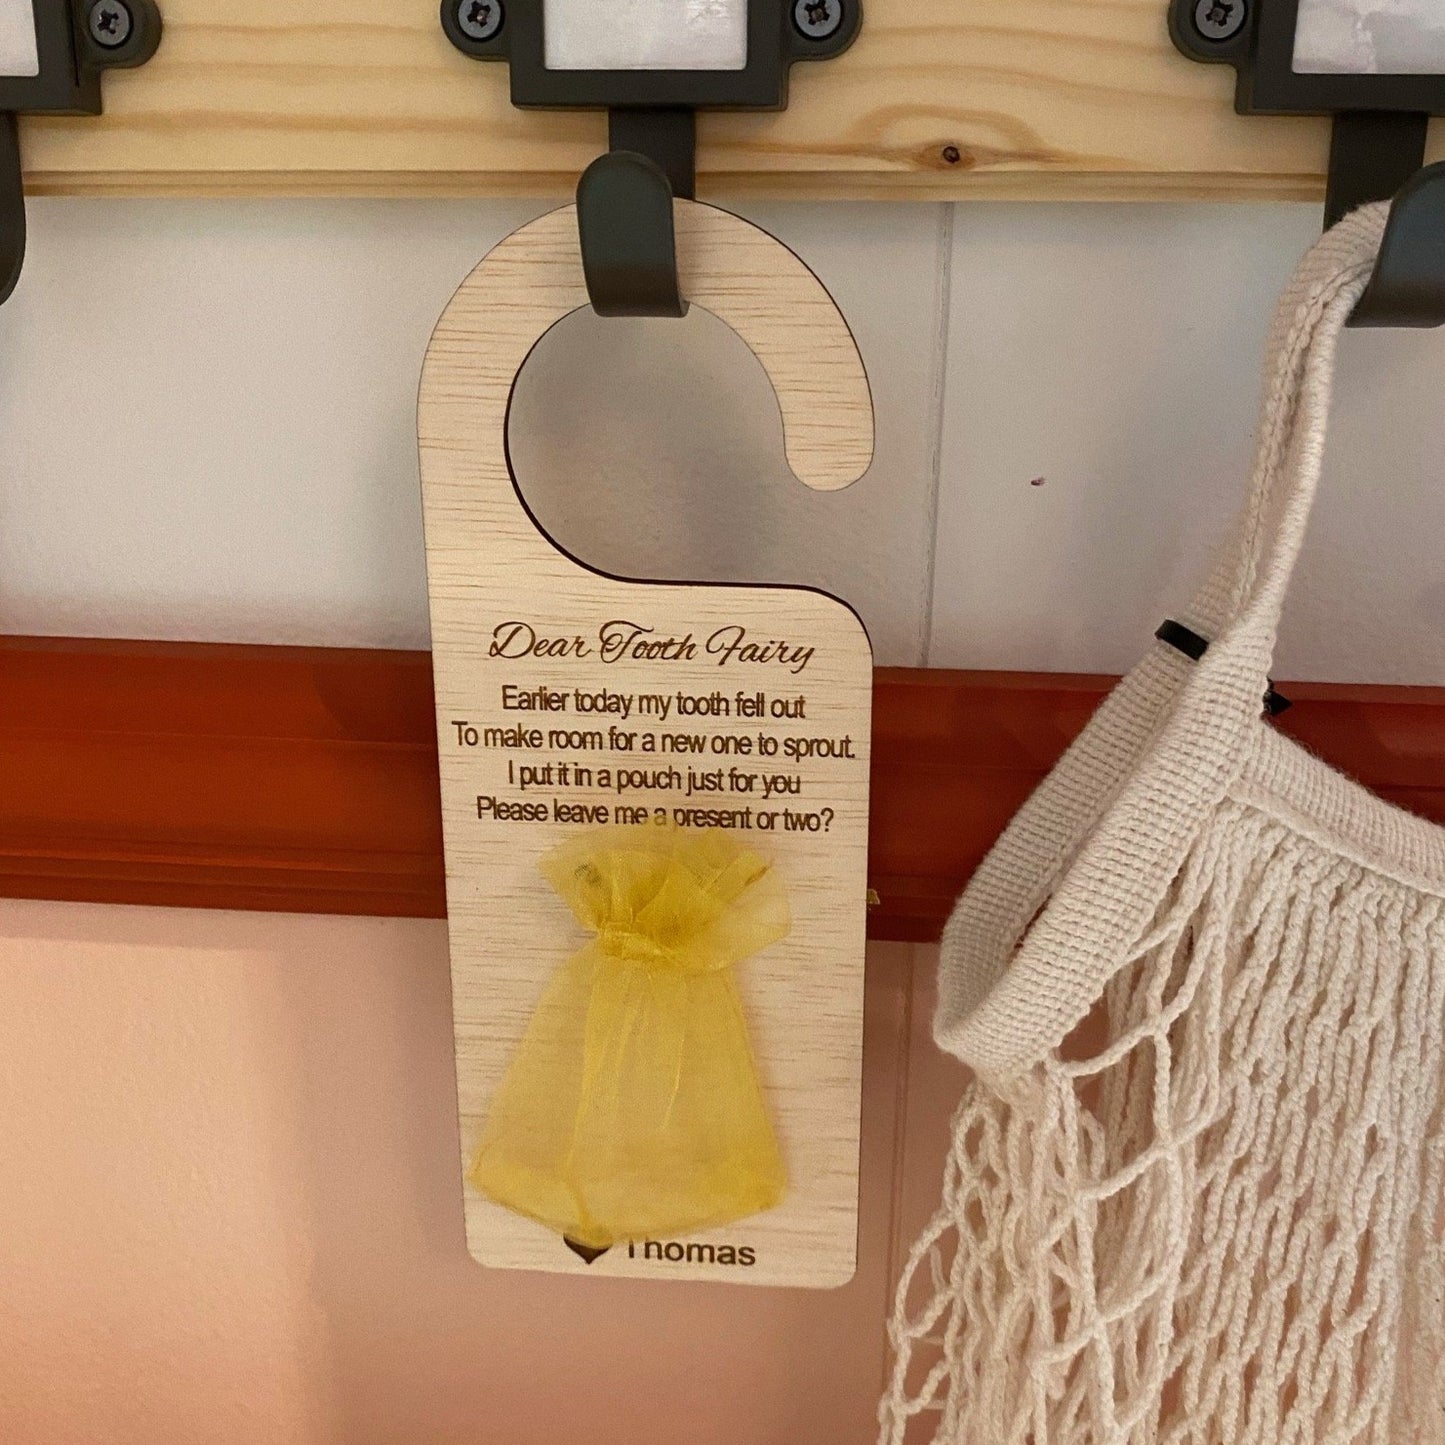 Dear Tooth Fairy
Earlier today my tooth fell out
To make room for a new one to sprout.
I put it in a pouch just for you
Please leave me a present or two?
Thomas